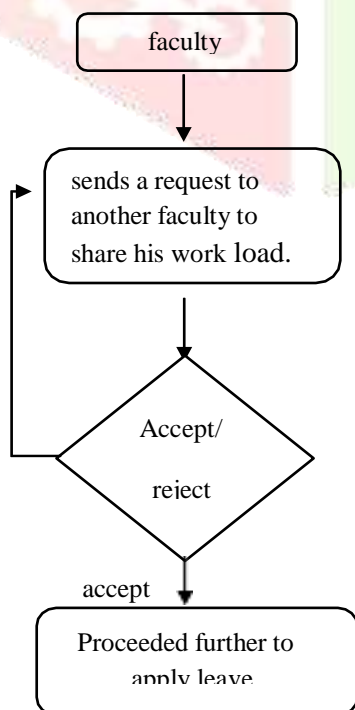 faculty
sends a request to
another faculty to
share his work load.
Accept/
reject
accept
Proceeded further to
apply leave